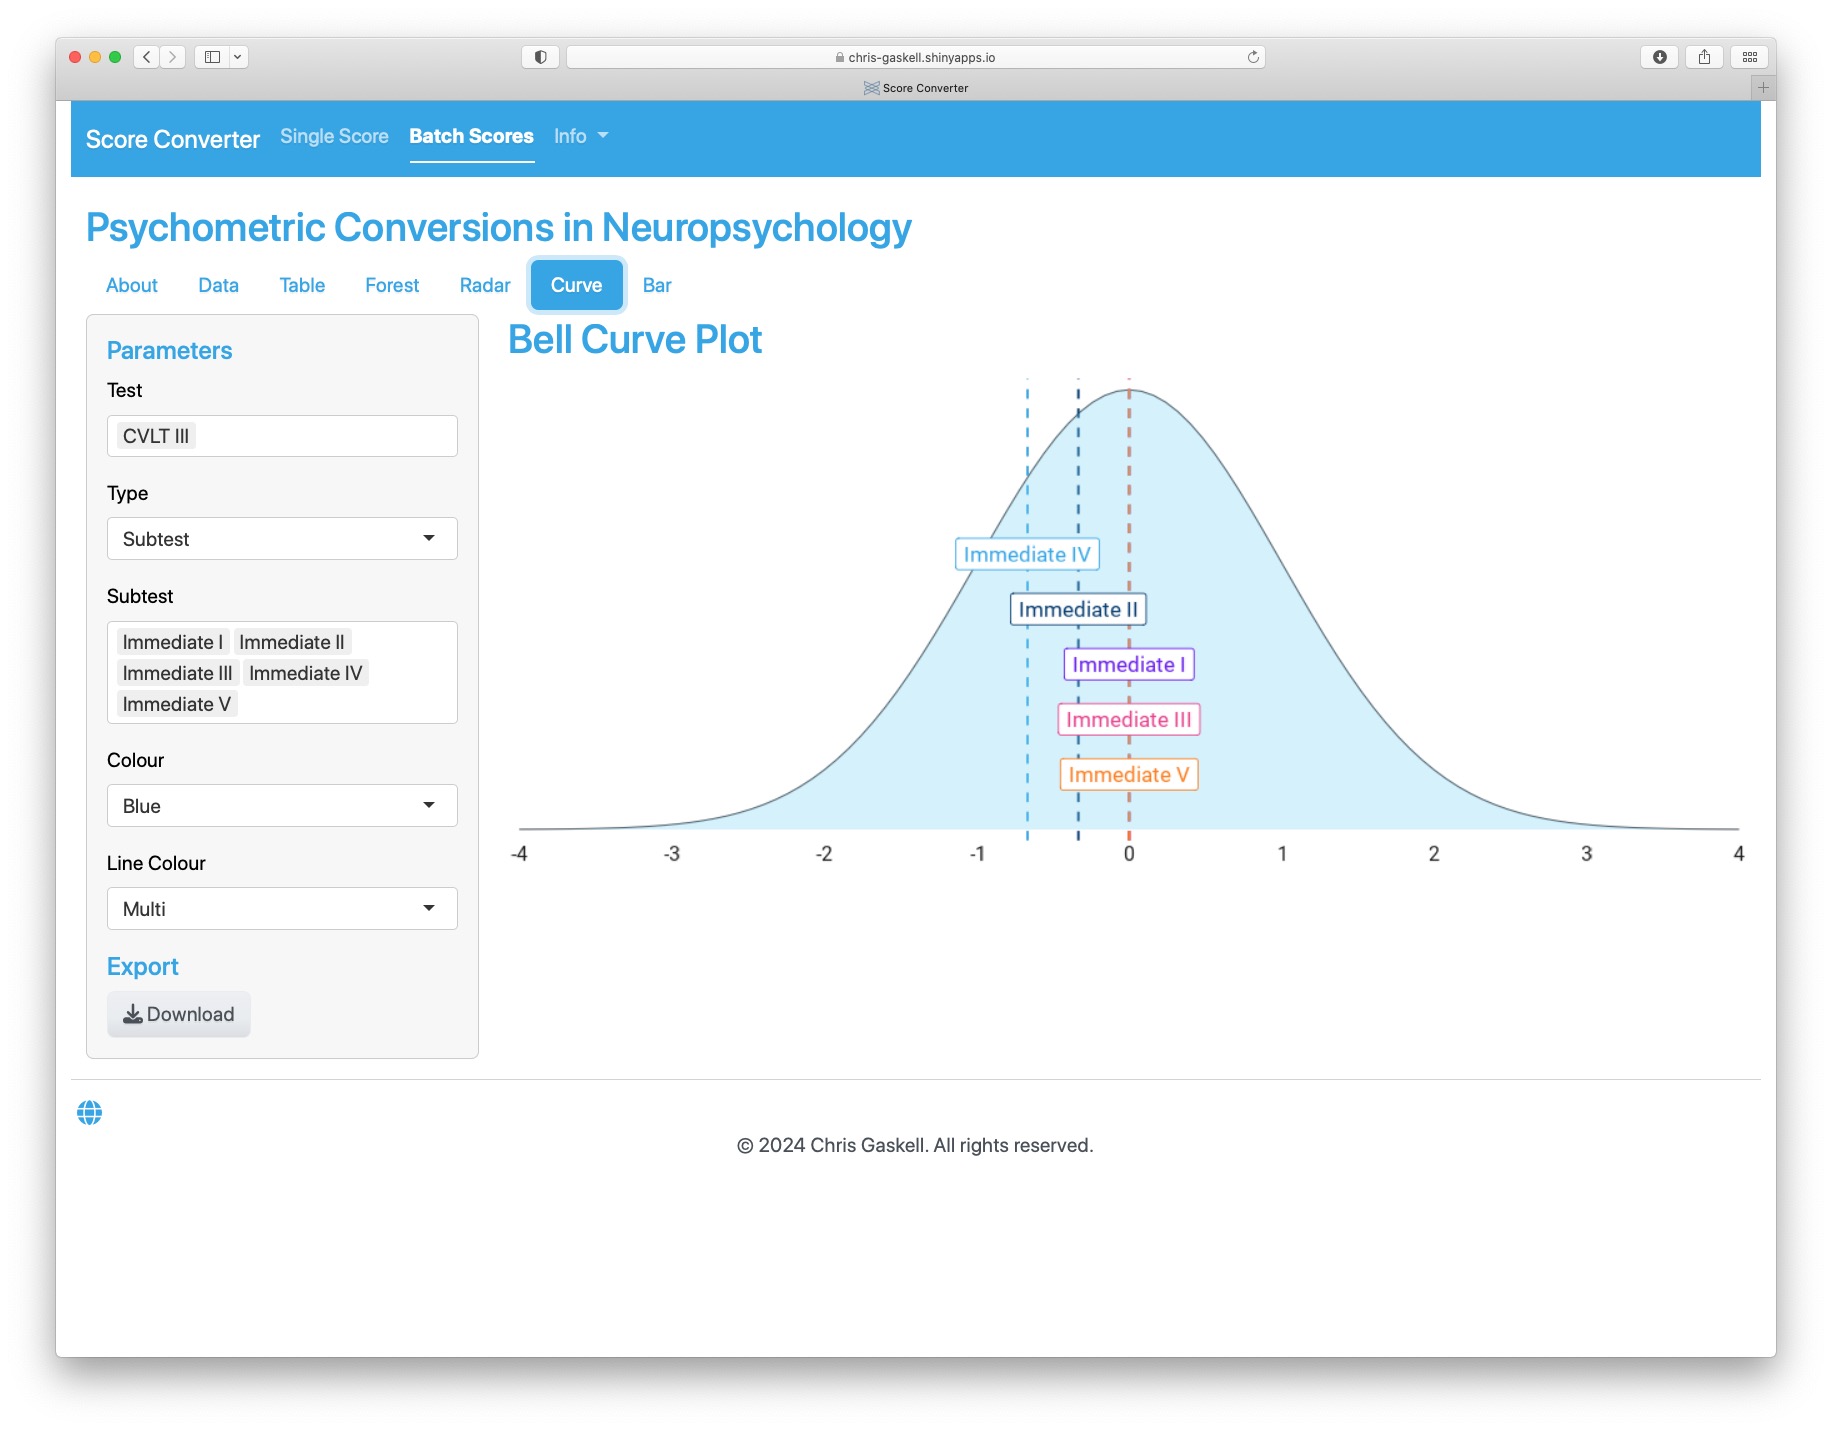 chris-gaskell.shinyapps.io
Score Converter
Score Converter Single Score Batch Scores Info
Psychometric Conversions in Neuropsychology
About Data Table Forest Radar Curve Bar
Parameters
Test
CVLT III
Type
Subtest
Subtest
Immediate I Immediate II
Immediate III Immediate IV
Immediate V
Colour
Blue
Line Colour
Multi
Export
Download
Bell Curve Plot
Immediate IV
Immediate II
Immediate I
Immediate III
Immediate V
-4 -3 -2 -1 0 1 2 3 4
© 2024 Chris Gaskell. All rights reserved.